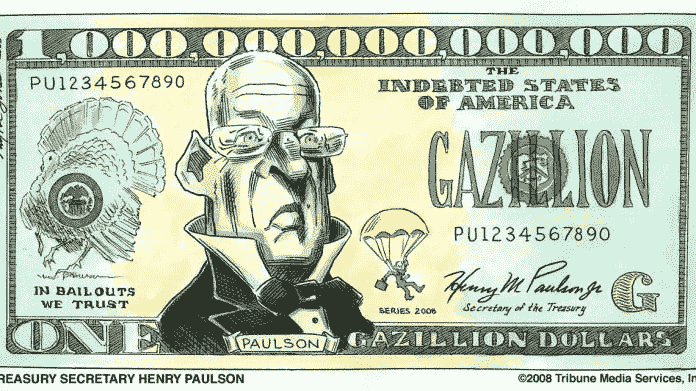 1,000,000,000,000,000
PU1234567890
THE
INDEBTED STATES
OF AMERICA
GAZILLION
PU1234567890
IN BAILOUTS
WE TRUST
SERIES 2008
Henry M Paulson Jr
Secretary of the Treasury
G
ONE
PAULSON
GAZILLION DOLLARS
REASURY SECRETARY HENRY PAULSON
©2008 Tribune Media Services, In